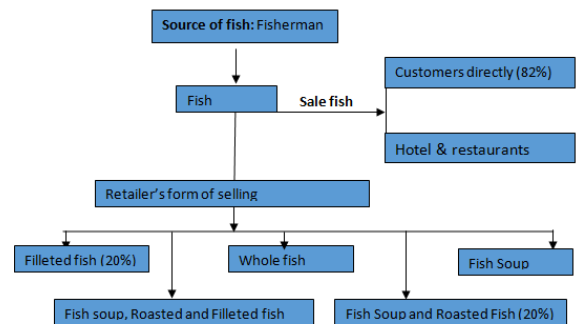 Source of fish: Fisherman
Customers directly (82%)
Fish
Sale fish
Hotel & restaurants
Retailer's form of selling
Filleted fish (20%)
Whole fish
Fish Soup
Fish soup, Roasted and Filleted fish
Fish Soup and Roasted Fish (20%)